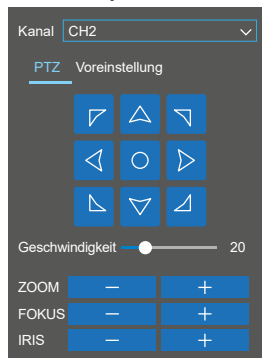 Kanal CH2
PTZ Voreinstellung
Geschwindigkeit 20
ZOOM − +
FOKUS − +
IRIS − +